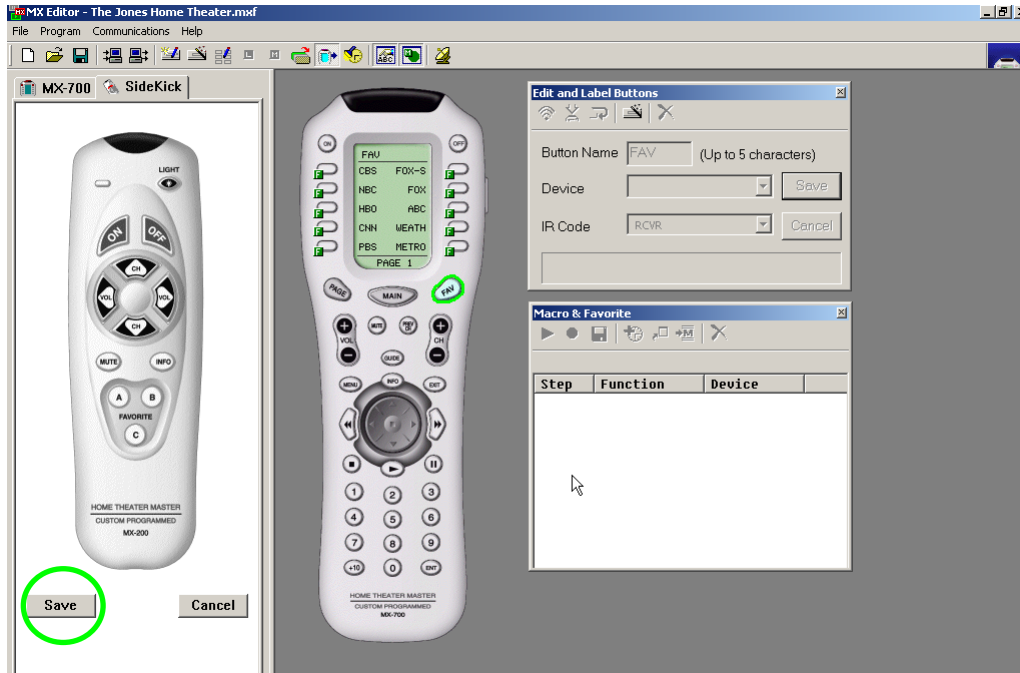 MX Editor - The Jones Home Theater.mxf
File Program Communications Help
MX-700 SideKick
LIGHT
ON OFF
CH
VOL VOL
CH
MUTE INFO
A B
FAVORITE
C
HOME THEATER MASTER
CUSTOM PROGRAMMED
MX-200
Save Cancel
ON OFF
FAV
CBS FOX-S
NBC FOX
HBO ABC
CNN WEATH
PBS METRO
PAGE 1
F F
F F
F F
F F
F F
PAGE MAIN FAV
VOL MUTE PREV CH CH
GUIDE
MENU INFO EXIT
1 2 3
4 5 6
7 8 9
+10 0 ENT
HOME THEATER MASTER
CUSTOM PROGRAMMED
MX-700
Edit and Label Buttons
Button Name FAV (Up to 5 characters)
Device Save
IR Code RCVR Cancel
Macro & Favorite
M
Step Function Device